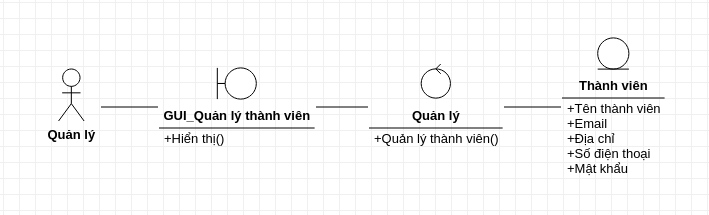 Quản lý
GUI_Quản lý thành viên
+Hiển thị()
Quản lý
+Quản lý thành viên()
Thành viên
+Tên thành viên
+Email
+Địa chỉ
+Số điện thoại
+Mật khẩu